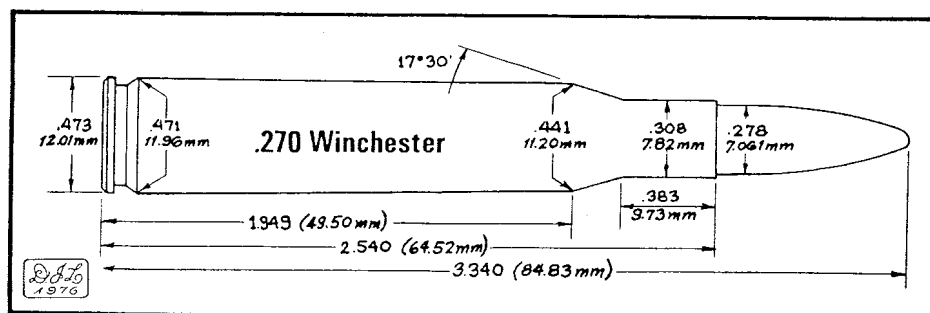 17°30'
.473
12.01mm
.471
11.96mm
.270 Winchester
.441
11.20mm
.308
7.82mm
.278
7.061mm
.383
9.73mm
1.949 (49.50mm)
2.540 (64.52mm)
3.340 (84.83mm)
DJL
1976